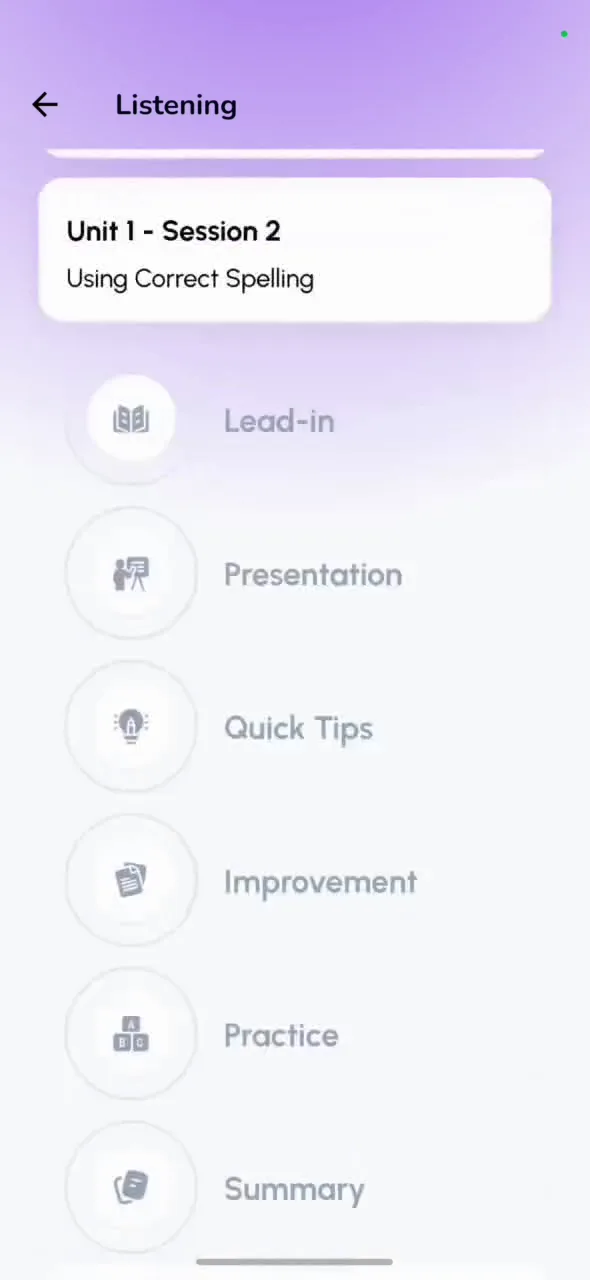 Listening
Unit 1 - Session 2
Using Correct Spelling
Lead-in
Presentation
Quick Tips
Improvement
A
B C
Practice
Summary